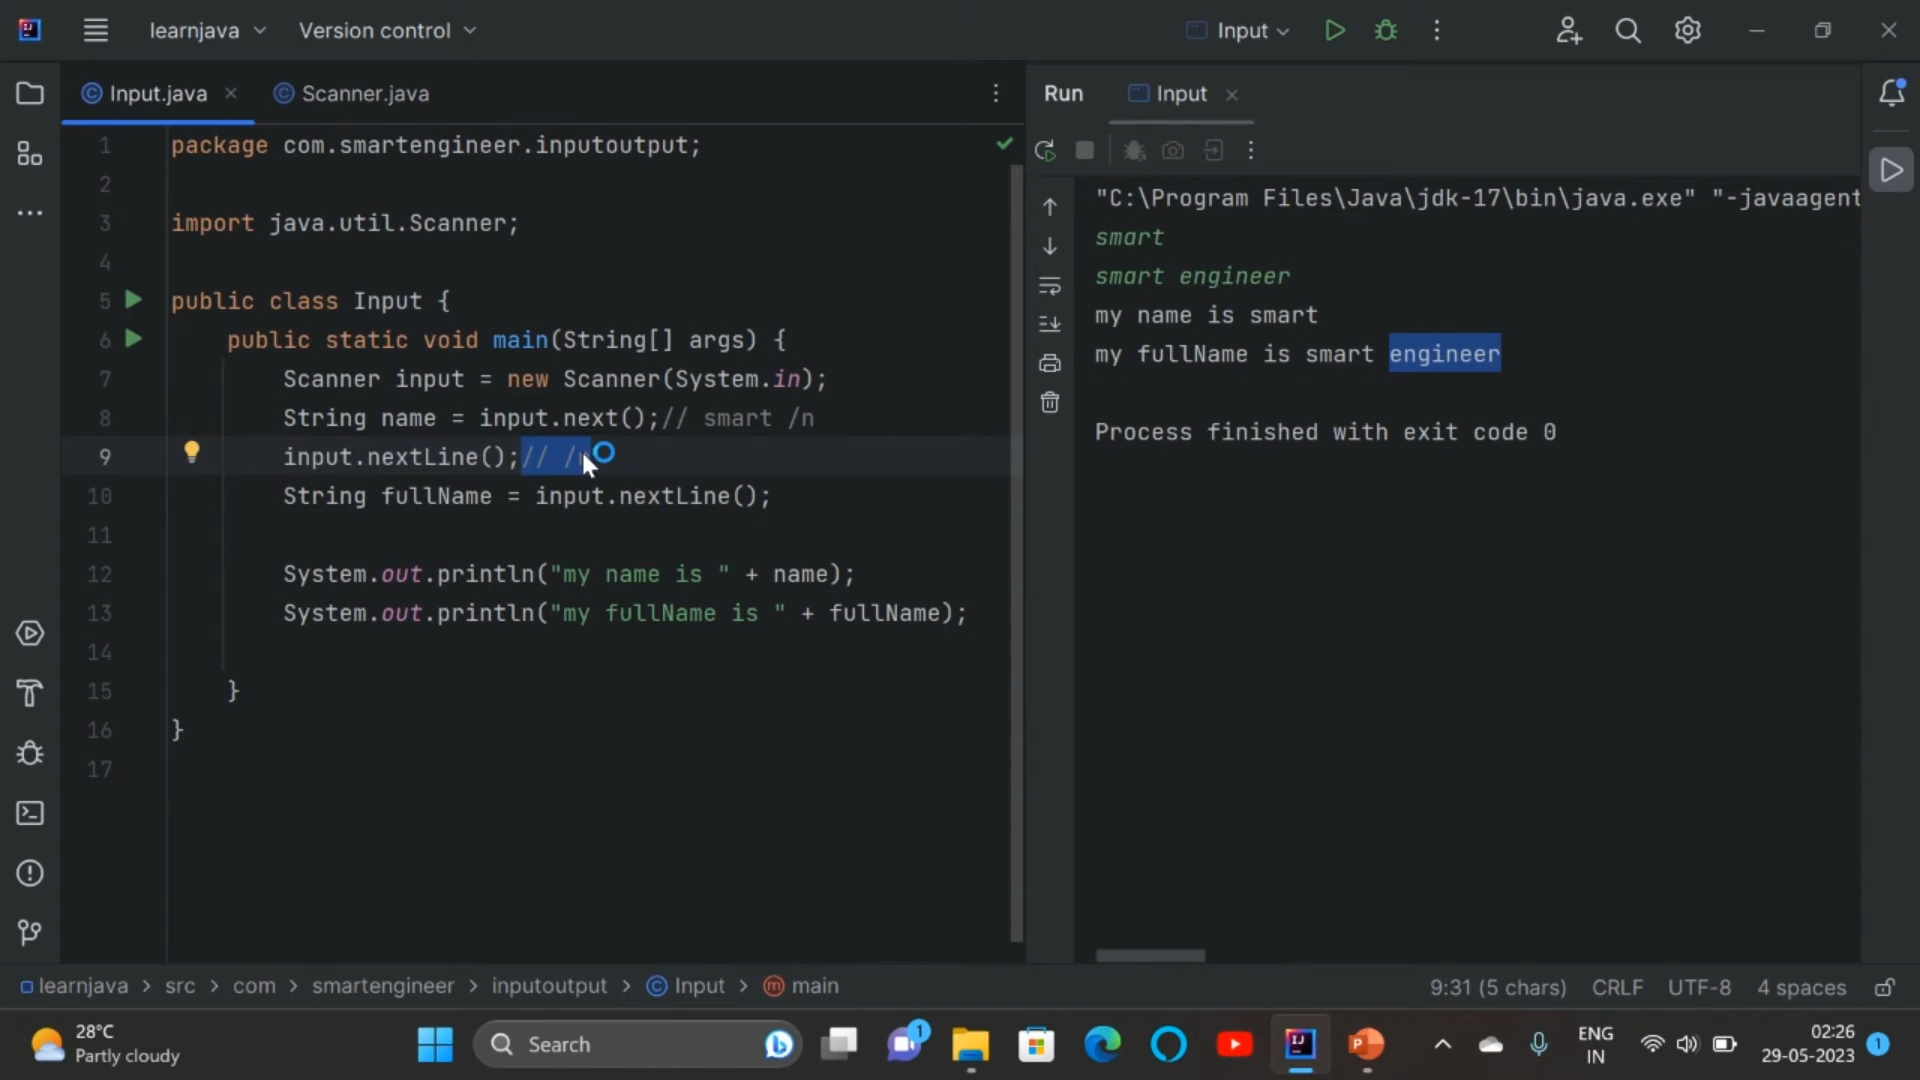 learnjava
Version control
Input
Input.java
Scanner.java
Run
Input
1 package com.smartengineer.inputoutput;
2
3 import java.util.Scanner;
4
5 public class Input {
6 public static void main(String[] args) {
7 Scanner input = new Scanner(System.in);
8 String name = input.next();// smart /n
9 input.nextLine();// /n
10 String fullName = input.nextLine();
11
12 System.out.println("my name is " + name);
13 System.out.println("my fullName is " + fullName);
14
15 }
16 }
17
"C:\Program Files\Java\jdk-17\bin\java.exe" "-javaagent
smart
smart engineer
my name is smart
my fullName is smart engineer
Process finished with exit code 0
learnjava > src > com > smartengineer > inputoutput > Input > main
9:31 (5 chars) CRLF UTF-8 4 spaces
28°C
Partly cloudy
Search
1
ENG
IN
02:26
29-05-2023
1